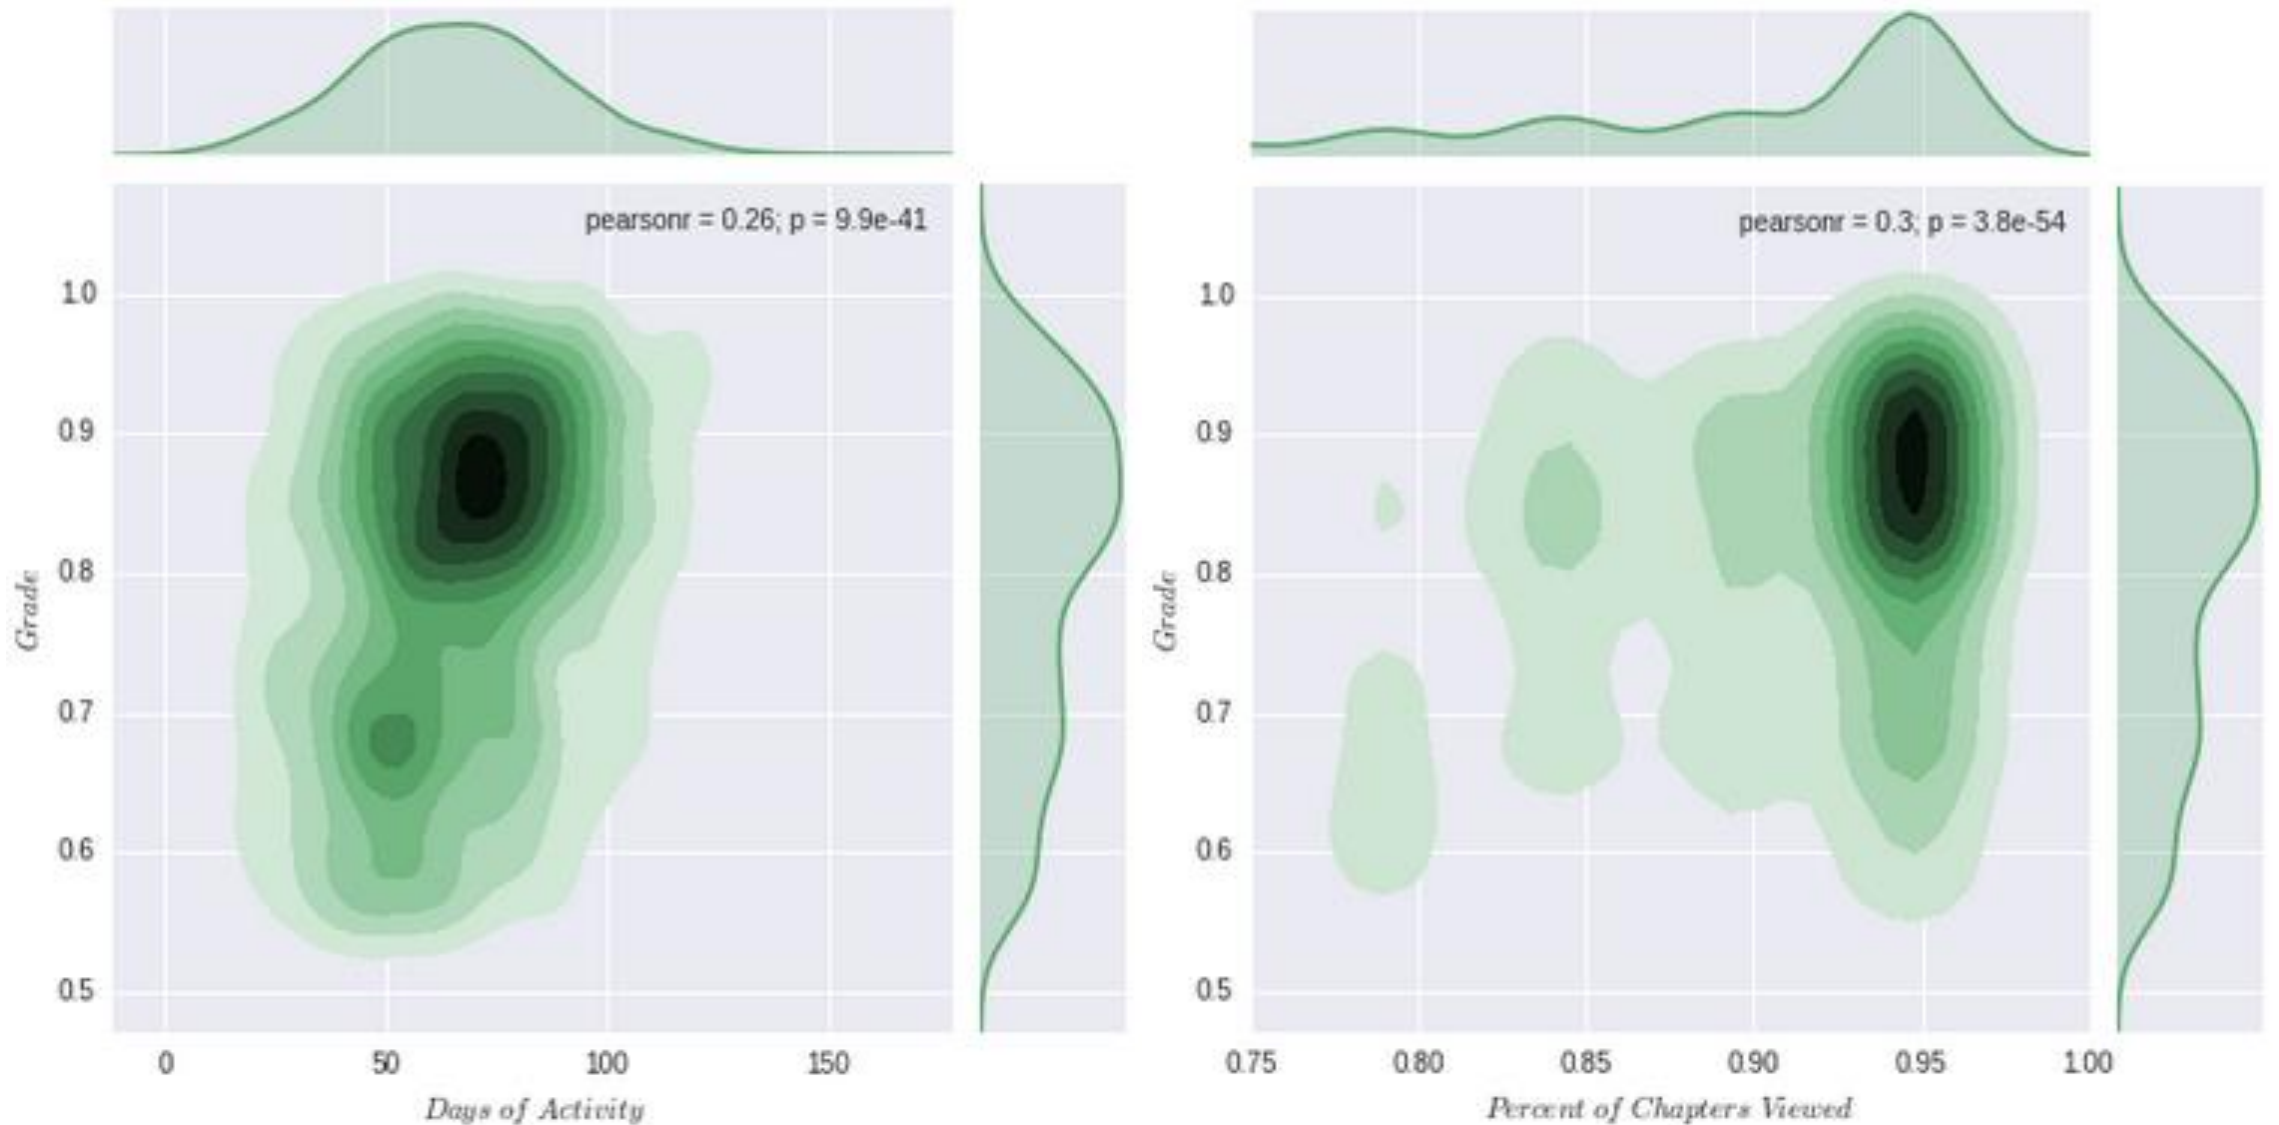 pearsonr = 0.26; p = 9.9e-41
1.0
0.9
0.8
0.7
0.6
0.5
Grade
0 50 100 150
Days of Activity
pearsonr = 0.3; p = 3.8e-54
1.0
0.9
0.8
0.7
0.6
0.5
Grade
0.75 0.80 0.85 0.90 0.95 1.00
Percent of Chapters Viewed